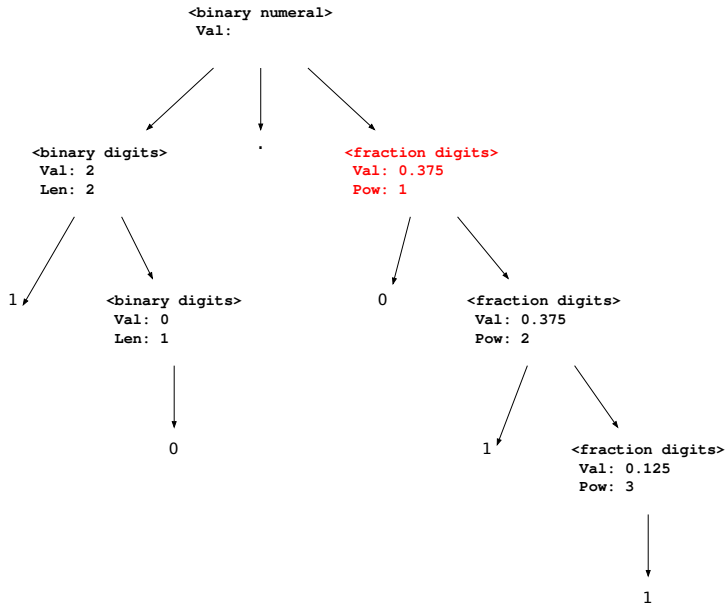 <binary numeral>
Val:
<binary digits>
Val: 2
Len: 2
.
<fraction digits>
Val: 0.375
Pow: 1
1
<binary digits>
Val: 0
Len: 1
0
<fraction digits>
Val: 0.375
Pow: 2
0
1
<fraction digits>
Val: 0.125
Pow: 3
1